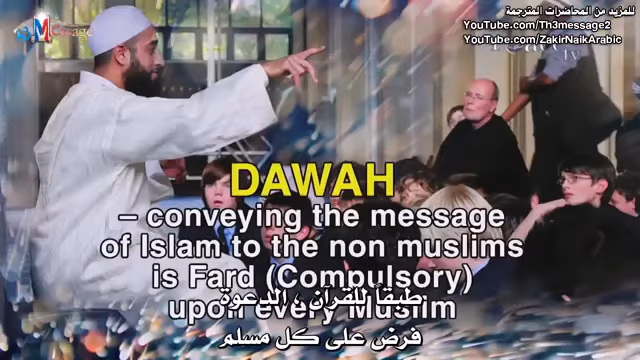 للمزيد من المحاضرات المترجمة
YouTube.com/Th3message2
YouTube.com/ZakirNaikArabic
Message
DAWAH
– conveying the message
of Islam to the non muslims
is Fard (Compulsory)
طبقاً للقرآن ، الدعوة
upon every Muslim
فرض على كل مسلم